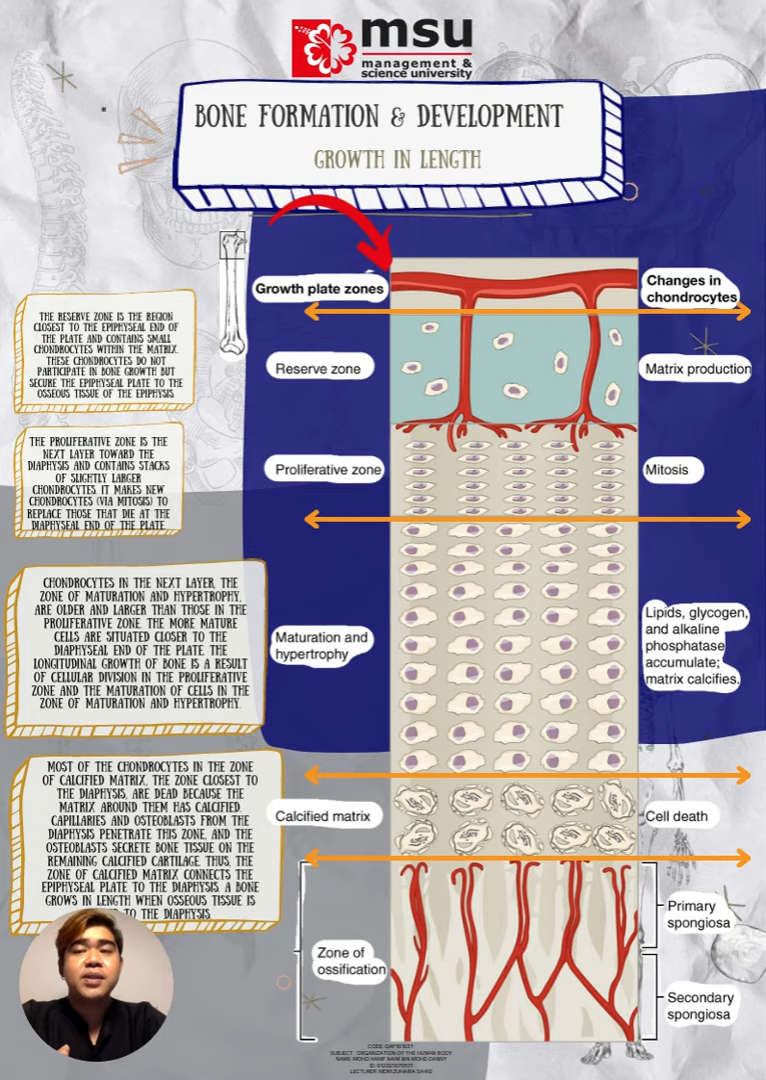 msu
management &
science university
BONE FORMATION & DEVELOPMENT
GROWTH IN LENGTH
Growth plate zones
Changes in
chondrocytes
THE RESERVE ZONE IS THE REGION
CLOSEST TO THE EPIPHYSEAL END OF
THE PLATE AND CONTAINS SMALL
CHONDROCYTES WITHIN THE MATRIX.
THESE CHONDROCYTES DO NOT
PARTICIPATE IN BONE GROWTH BUT
SECURE THE EPIPHYSEAL PLATE TO THE
OSSEOUS TISSUE OF THE EPIPHYSIS.
Reserve zone
Matrix production
THE PROLIFERATIVE ZONE IS THE
NEXT LAYER TOWARD THE
DIAPHYSIS AND CONTAINS STACKS
OF SLIGHTLY LARGER
CHONDROCYTES. IT MAKES NEW
CHONDROCYTES (VIA MITOSIS) TO
REPLACE THOSE THAT DIE AT THE
DIAPHYSEAL END OF THE PLATE.
Proliferative zone
Mitosis
CHONDROCYTES IN THE NEXT LAYER, THE
ZONE OF MATURATION AND HYPERTROPHY,
ARE OLDER AND LARGER THAN THOSE IN THE
PROLIFERATIVE ZONE. THE MORE MATURE
CELLS ARE SITUATED CLOSER TO THE
DIAPHYSEAL END OF THE PLATE. THE
LONGITUDINAL GROWTH OF BONE IS A RESULT
OF CELLULAR DIVISION IN THE PROLIFERATIVE
ZONE AND THE MATURATION OF CELLS IN THE
ZONE OF MATURATION AND HYPERTROPHY.
Maturation and
hypertrophy
Lipids, glycogen,
and alkaline
phosphatase
accumulate;
matrix calcifies.
MOST OF THE CHONDROCYTES IN THE ZONE
OF CALCIFIED MATRIX, THE ZONE CLOSEST TO
THE DIAPHYSIS, ARE DEAD BECAUSE THE
MATRIX AROUND THEM HAS CALCIFIED.
CAPILLARIES AND OSTEOBLASTS FROM THE
DIAPHYSIS PENETRATE THIS ZONE, AND THE
OSTEOBLASTS SECRETE BONE TISSUE ON THE
REMAINING CALCIFIED CARTILAGE. THUS, THE
ZONE OF CALCIFIED MATRIX CONNECTS THE
EPIPHYSEAL PLATE TO THE DIAPHYSIS. A BONE
GROWS IN LENGTH WHEN OSSEOUS TISSUE IS
TO THE DIAPHYSIS.
Calcified matrix
Cell death
Zone of
ossification
Primary
spongiosa
Secondary
spongiosa
SUBJECT : ORGANIZATION OF THE HUMAN BODY